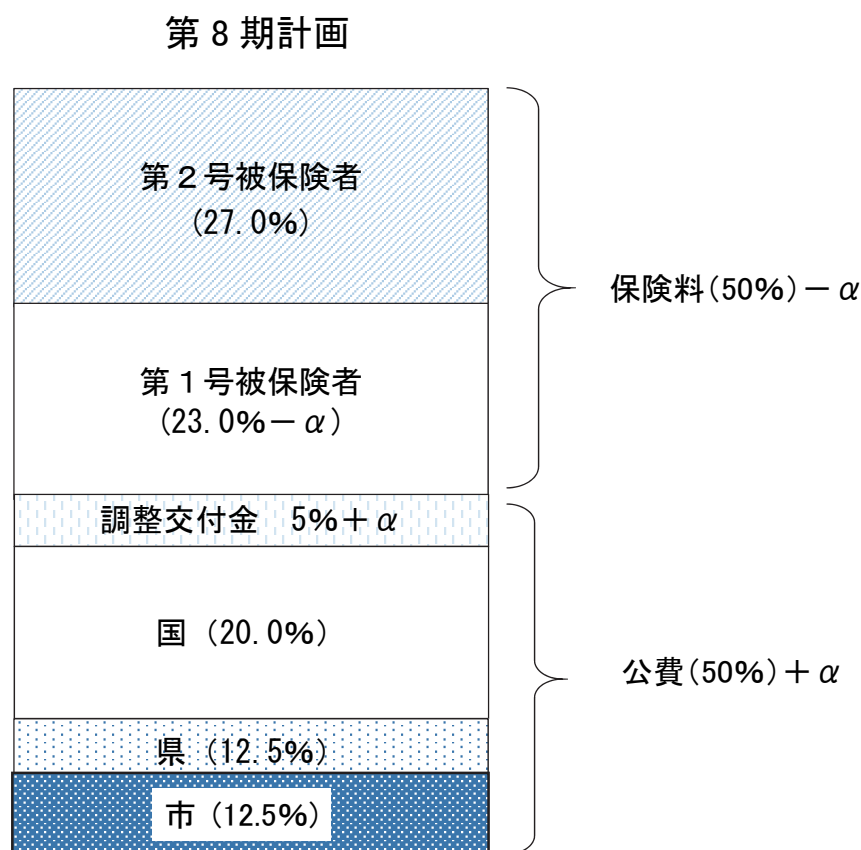 第8期計画
第２号被保険者
(27.0%)
第１号被保険者
(23.0%－α)
保険料(50%)－α
調整交付金　5%＋α
国 (20.0%)
県 (12.5%)
市 (12.5%)
公費(50%)＋α